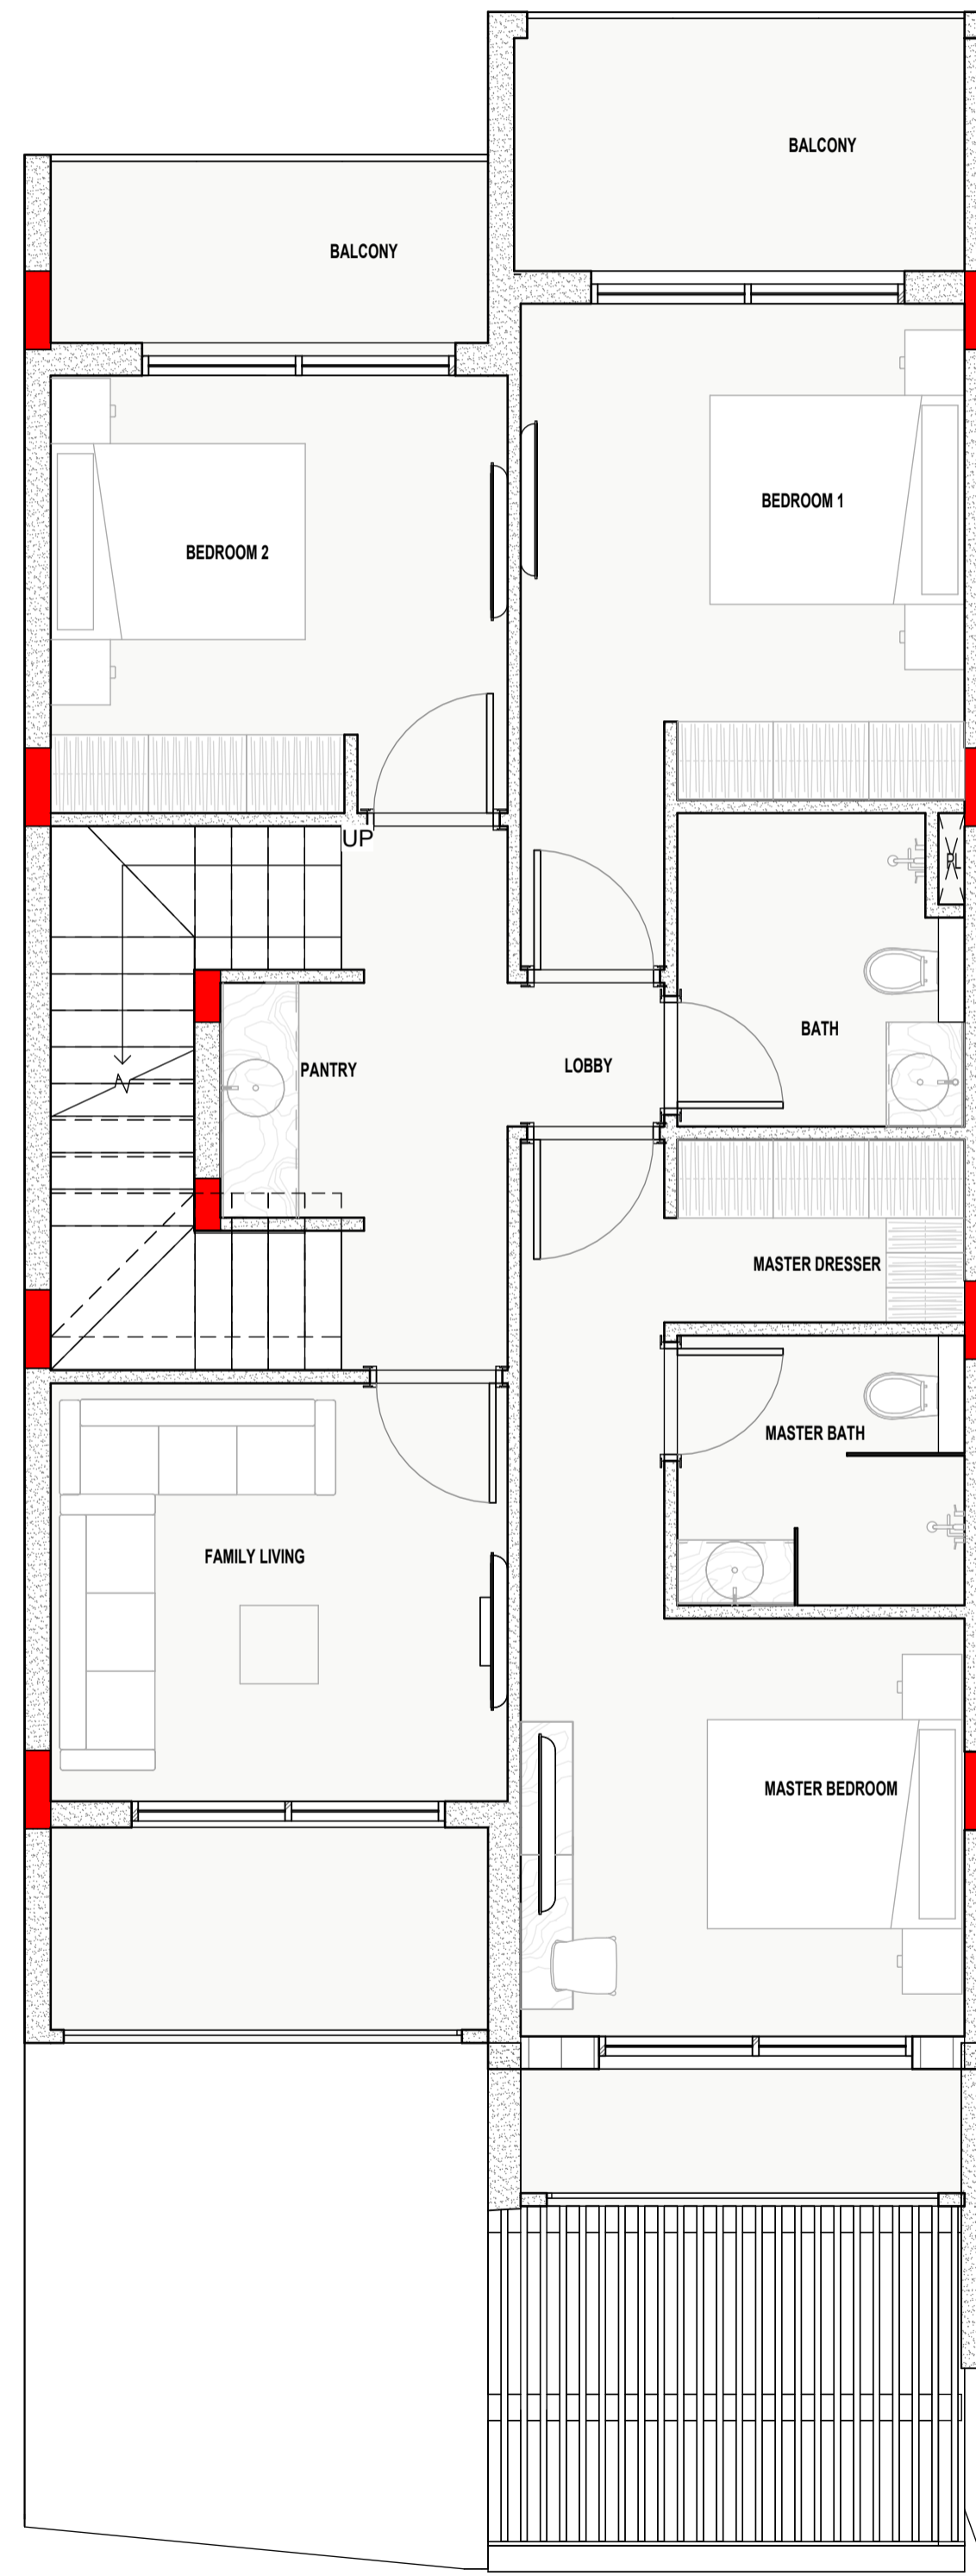 BALCONY
BALCONY
BEDROOM 1
BEDROOM 2
UP
PL
BATH
PANTRY
LOBBY
MASTER DRESSER
MASTER BATH
FAMILY LIVING
MASTER BEDROOM